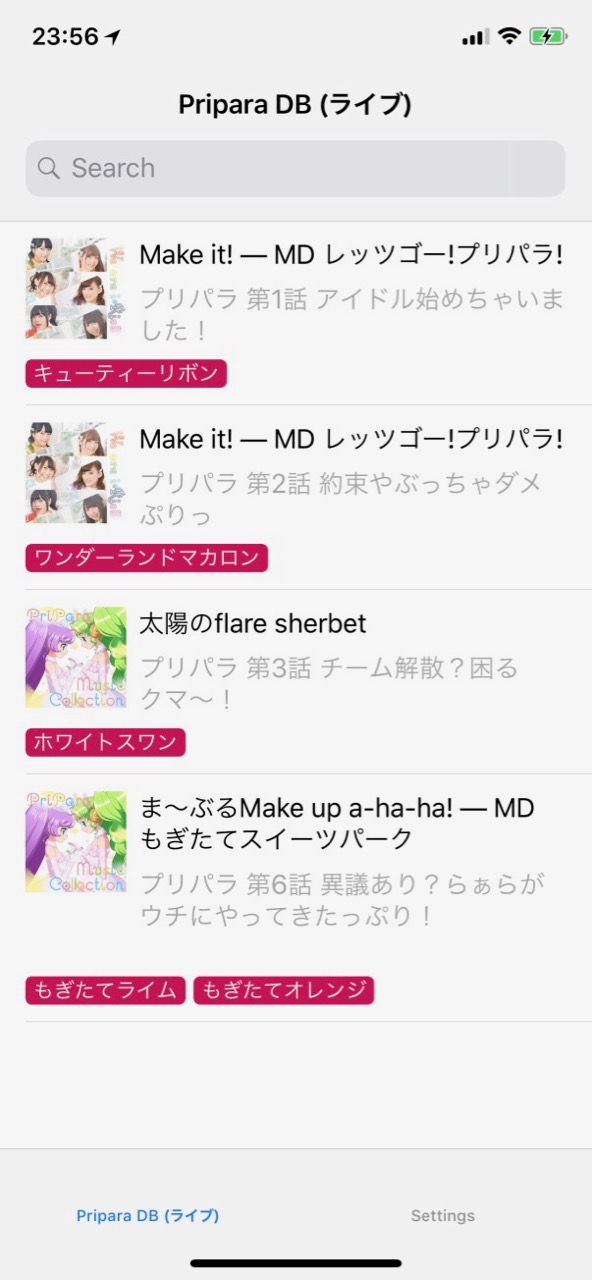 23:56
Pripara DB (ライブ)
Search
Make it! — MD レッツゴー!プリパラ!
プリパラ 第1話 アイドル始めちゃいま
した！
キューティーリボン
Make it! — MD レッツゴー!プリパラ!
プリパラ 第2話 約束やぶっちゃダメ
ぷりっ
ワンダーランドマカロン
PriPara
Music
Collection
太陽のflare sherbet
プリパラ 第3話 チーム解散？困る
クマ〜！
ホワイトスワン
PriPara
Music
Collection
ま〜ぶるMake up a-ha-ha! — MD
もぎたてスイーツパーク
プリパラ 第6話 異議あり？らぁらが
ウチにやってきたっぷり！
もぎたてライム もぎたてオレンジ
Pripara DB (ライブ) Settings